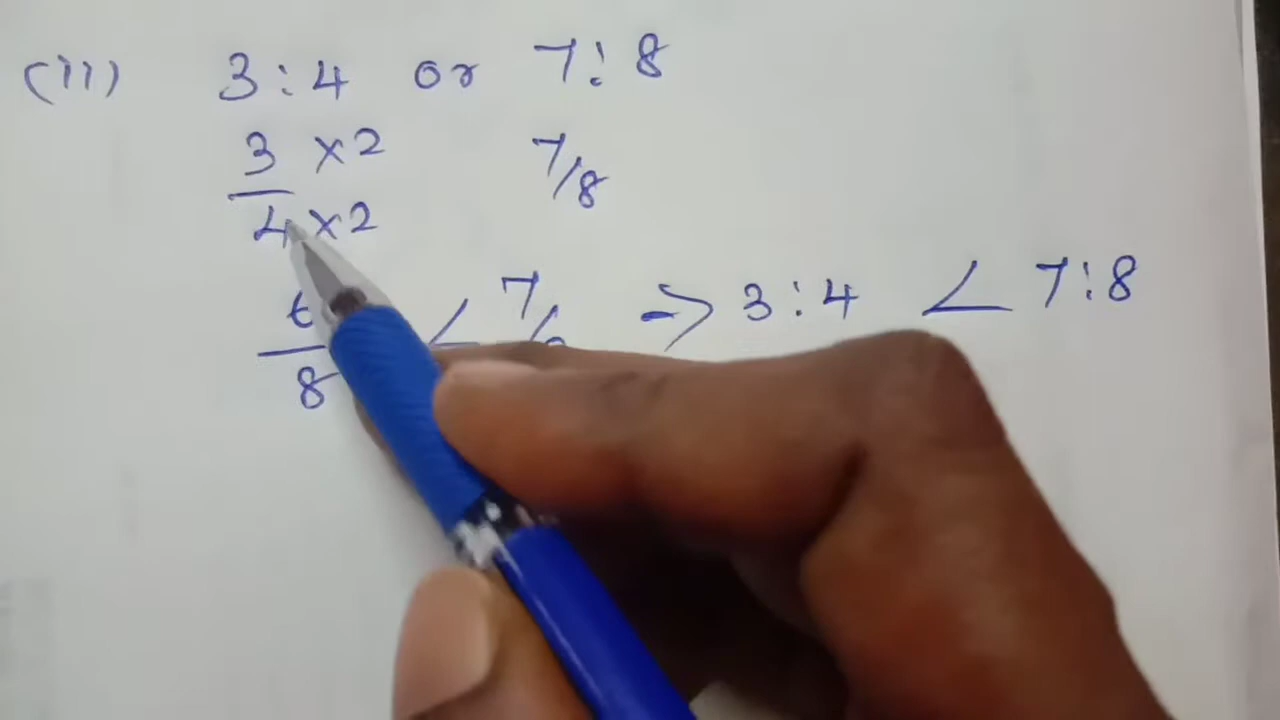 (ii) 3:4 or 7:8
3 ×2 7/8
4 ×2
6 < 7/ -> 3:4 < 7:8
8